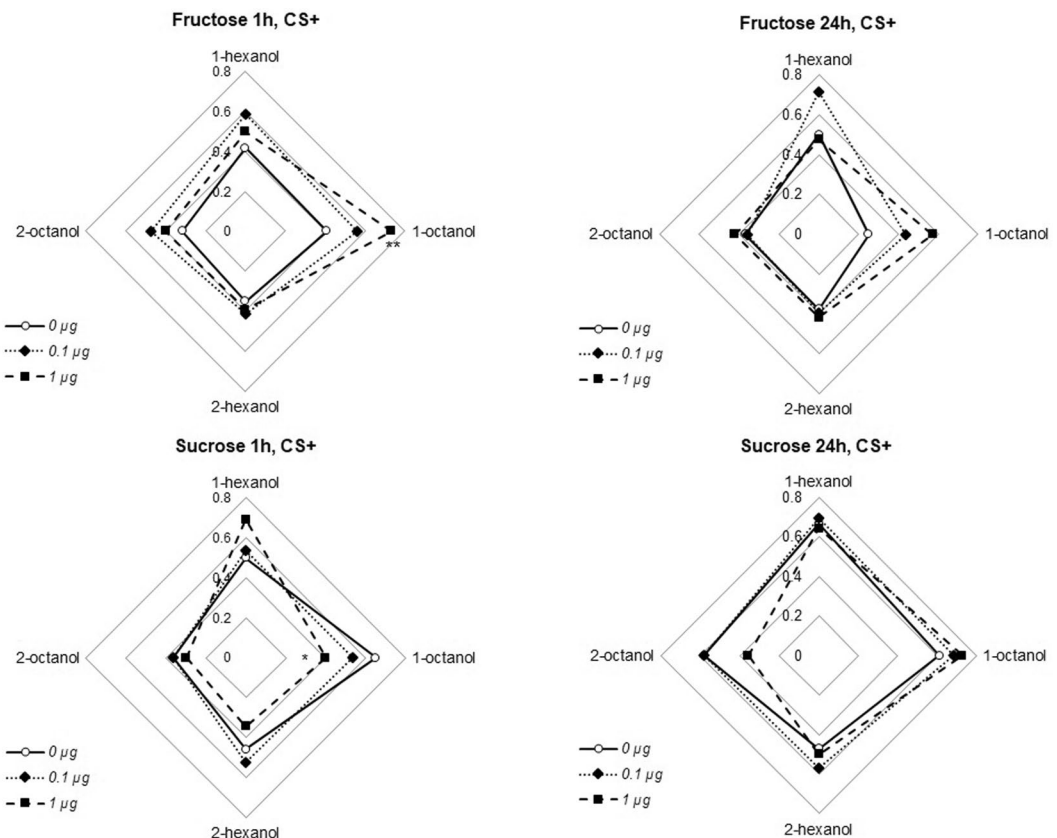 Fructose 1h, CS+
1-hexanol
0.8
0.6
0.4
0.2
0
2-octanol
1-octanol
**
2-hexanol
0 µg
0.1 µg
1 µg
Fructose 24h, CS+
1-hexanol
0.8
0.6
0.4
0.2
0
2-octanol
1-octanol
2-hexanol
0 µg
0.1 µg
1 µg
Sucrose 1h, CS+
1-hexanol
0.8
0.6
0.4
0.2
0
2-octanol
1-octanol
*
2-hexanol
0 µg
0.1 µg
1 µg
Sucrose 24h, CS+
1-hexanol
0.8
0.6
0.4
0.2
0
2-octanol
1-octanol
2-hexanol
0 µg
0.1 µg
1 µg